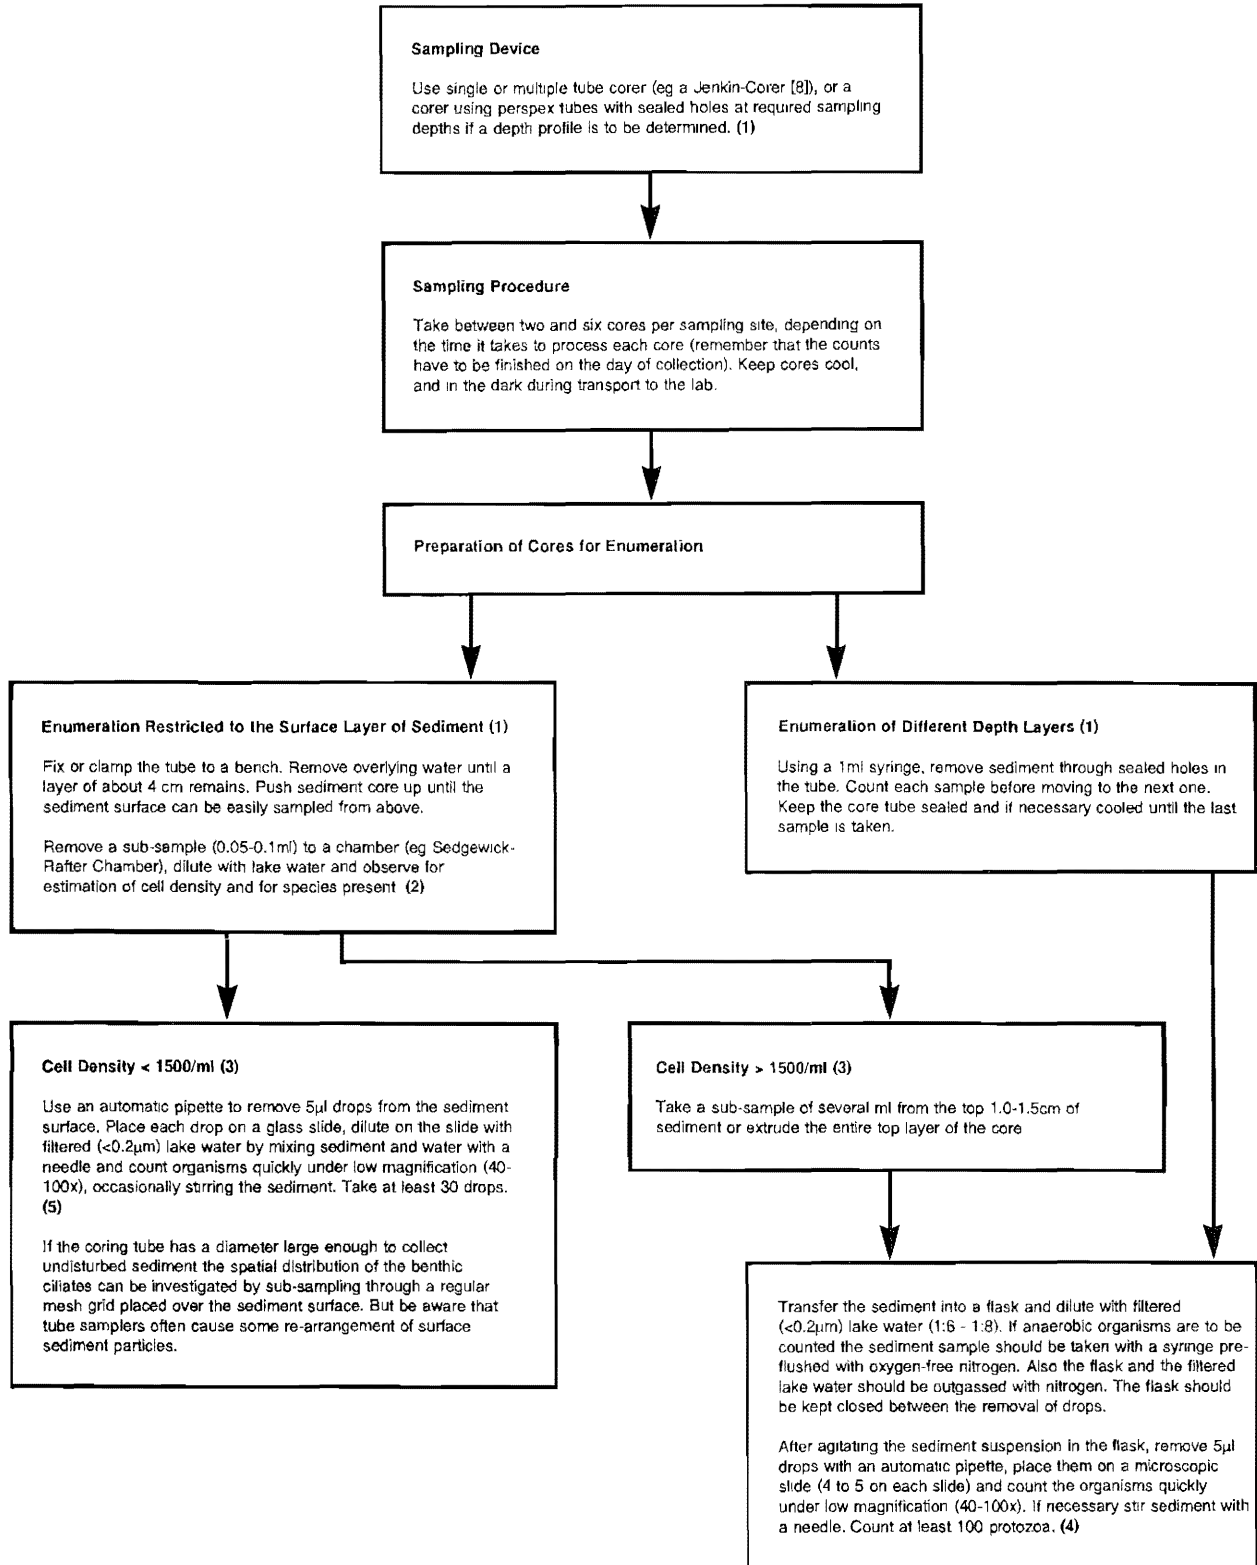 Sampling Device
Use single or multiple tube corer (eg a Jenkin-Corer [8]), or a
corer using perspex tubes with sealed holes at required sampling
depths if a depth profile is to be determined. (1)
Sampling Procedure
Take between two and six cores per sampling site, depending on
the time it takes to process each core (remember that the counts
have to be finished on the day of collection). Keep cores cool,
and in the dark during transport to the lab.
Preparation of Cores for Enumeration
Enumeration Restricted to the Surface Layer of Sediment (1)
Fix or clamp the tube to a bench. Remove overlying water until a
layer of about 4 cm remains. Push sediment core up until the
sediment surface can be easily sampled from above.
Remove a sub-sample (0.05-0.1ml) to a chamber (eg Sedgewick-
Rafter Chamber), dilute with lake water and observe for
estimation of cell density and for species present (2)
Enumeration of Different Depth Layers (1)
Using a 1ml syringe, remove sediment through sealed holes in
the tube. Count each sample before moving to the next one.
Keep the core tube sealed and if necessary cooled until the last
sample is taken.
Cell Density < 1500/ml (3)
Use an automatic pipette to remove 5µl drops from the sediment
surface. Place each drop on a glass slide, dilute on the slide with
filtered (<0.2µm) lake water by mixing sediment and water with a
needle and count organisms quickly under low magnification (40-
100x), occasionally stirring the sediment. Take at least 30 drops.
(5)
If the coring tube has a diameter large enough to collect
undisturbed sediment the spatial distribution of the benthic
ciliates can be investigated by sub-sampling through a regular
mesh grid placed over the sediment surface. But be aware that
tube samplers often cause some re-arrangement of surface
sediment particles.
Cell Density > 1500/ml (3)
Take a sub-sample of several ml from the top 1.0-1.5cm of
sediment or extrude the entire top layer of the core
Transfer the sediment into a flask and dilute with filtered
(<0.2µm) lake water (1:6 - 1:8). If anaerobic organisms are to be
counted the sediment sample should be taken with a syringe pre-
flushed with oxygen-free nitrogen. Also the flask and the filtered
lake water should be outgassed with nitrogen. The flask should
be kept closed between the removal of drops.
After agitating the sediment suspension in the flask, remove 5µl
drops with an automatic pipette, place them on a microscopic
slide (4 to 5 on each slide) and count the organisms quickly
under low magnification (40-100x). If necessary stir sediment with
a needle. Count at least 100 protozoa. (4)